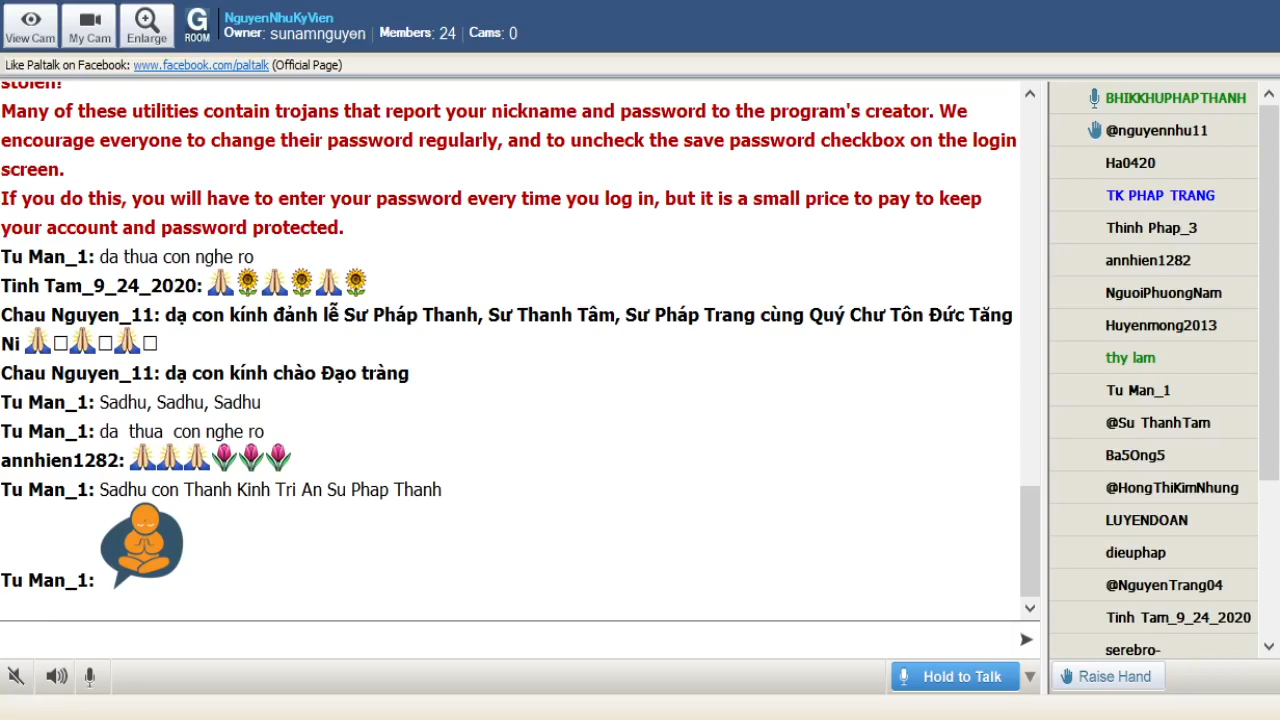 View Cam
My Cam
Enlarge
G
ROOM
NguyenNhuKyVien
Owner: sunamnguyen | Members: 24 | Cams: 0
Like Paltalk on Facebook: www.facebook.com/paltalk (Official Page)
stolen!
Many of these utilities contain trojans that report your nickname and password to the program's creator. We
encourage everyone to change their password regularly, and to uncheck the save password checkbox on the login
screen.
If you do this, you will have to enter your password every time you log in, but it is a small price to pay to keep
your account and password protected.
Tu Man_1: da thua con nghe ro
Tinh Tam_9_24_2020: 🙏🌻🙏🌻🙏🌻
Chau Nguyen_11: dạ con kính đảnh lễ Sư Pháp Thanh, Sư Thanh Tâm, Sư Pháp Trang cùng Quý Chư Tôn Đức Tăng
Ni 🙏□🙏□🙏□
Chau Nguyen_11: dạ con kính chào Đạo tràng
Tu Man_1: Sadhu, Sadhu, Sadhu
Tu Man_1: da thua con nghe ro
annhien1282: 🙏🙏🙏🌷🌷🌷
Tu Man_1: Sadhu con Thanh Kinh Tri An Su Phap Thanh
Tu Man_1:
Hold to Talk
BHIKKHUPHAPTHANH
@nguyennhu11
Ha0420
TK PHAP TRANG
Thinh Phap_3
annhien1282
NguoiPhuongNam
Huyenmong2013
thy lam
Tu Man_1
@Su ThanhTam
Ba5Ong5
@HongThiKimNhung
LUYENDOAN
dieuphap
@NguyenTrang04
Tinh Tam_9_24_2020
serebro-
Raise Hand